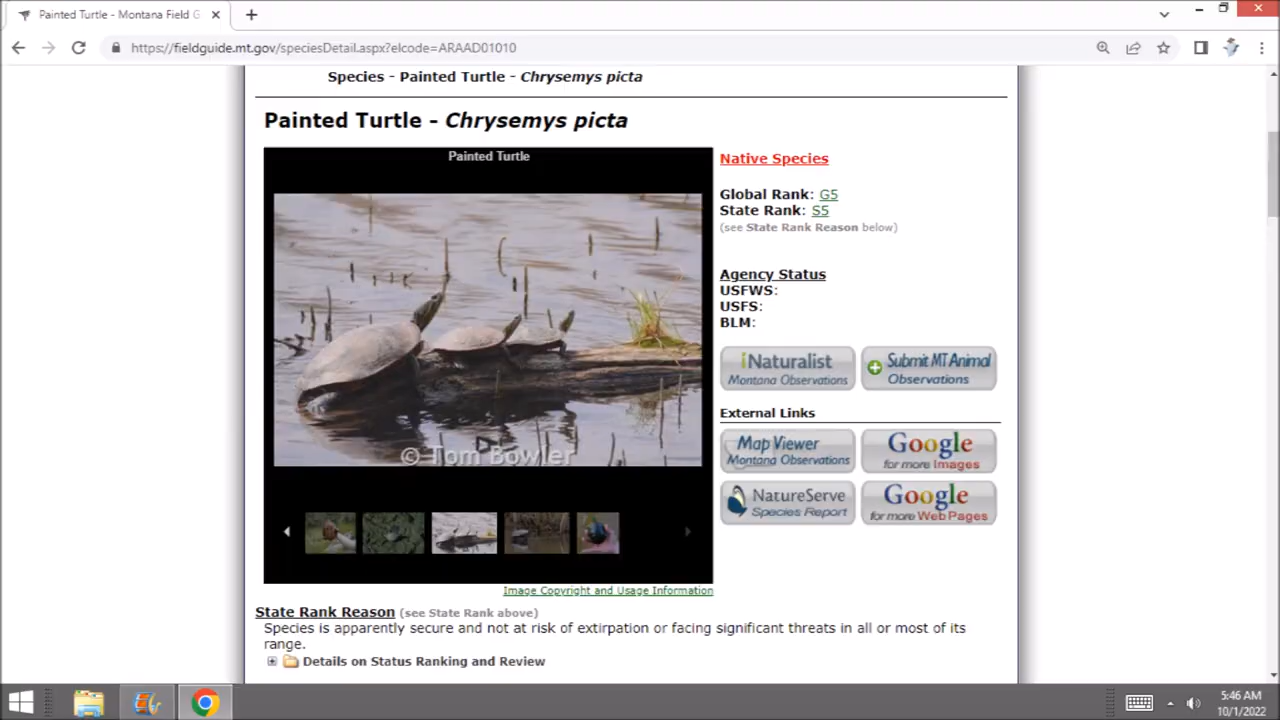 Painted Turtle - Montana Field G
https://fieldguide.mt.gov/speciesDetail.aspx?elcode=ARAAD01010
Species - Painted Turtle - Chrysemys picta
Painted Turtle - Chrysemys picta
Painted Turtle
© Tom Bowler
Image Copyright and Usage Information
Native Species
Global Rank: G5
State Rank: S5
(see State Rank Reason below)
Agency Status
USFWS:
USFS:
BLM:
iNaturalist
Montana Observations
Submit MT Animal
Observations
External Links
Map Viewer
Montana Observations
Google
for more Images
NatureServe
Species Report
Google
for more Web Pages
State Rank Reason (see State Rank above)
Species is apparently secure and not at risk of extirpation or facing significant threats in all or most of its
range.
Details on Status Ranking and Review
5:46 AM
10/1/2022